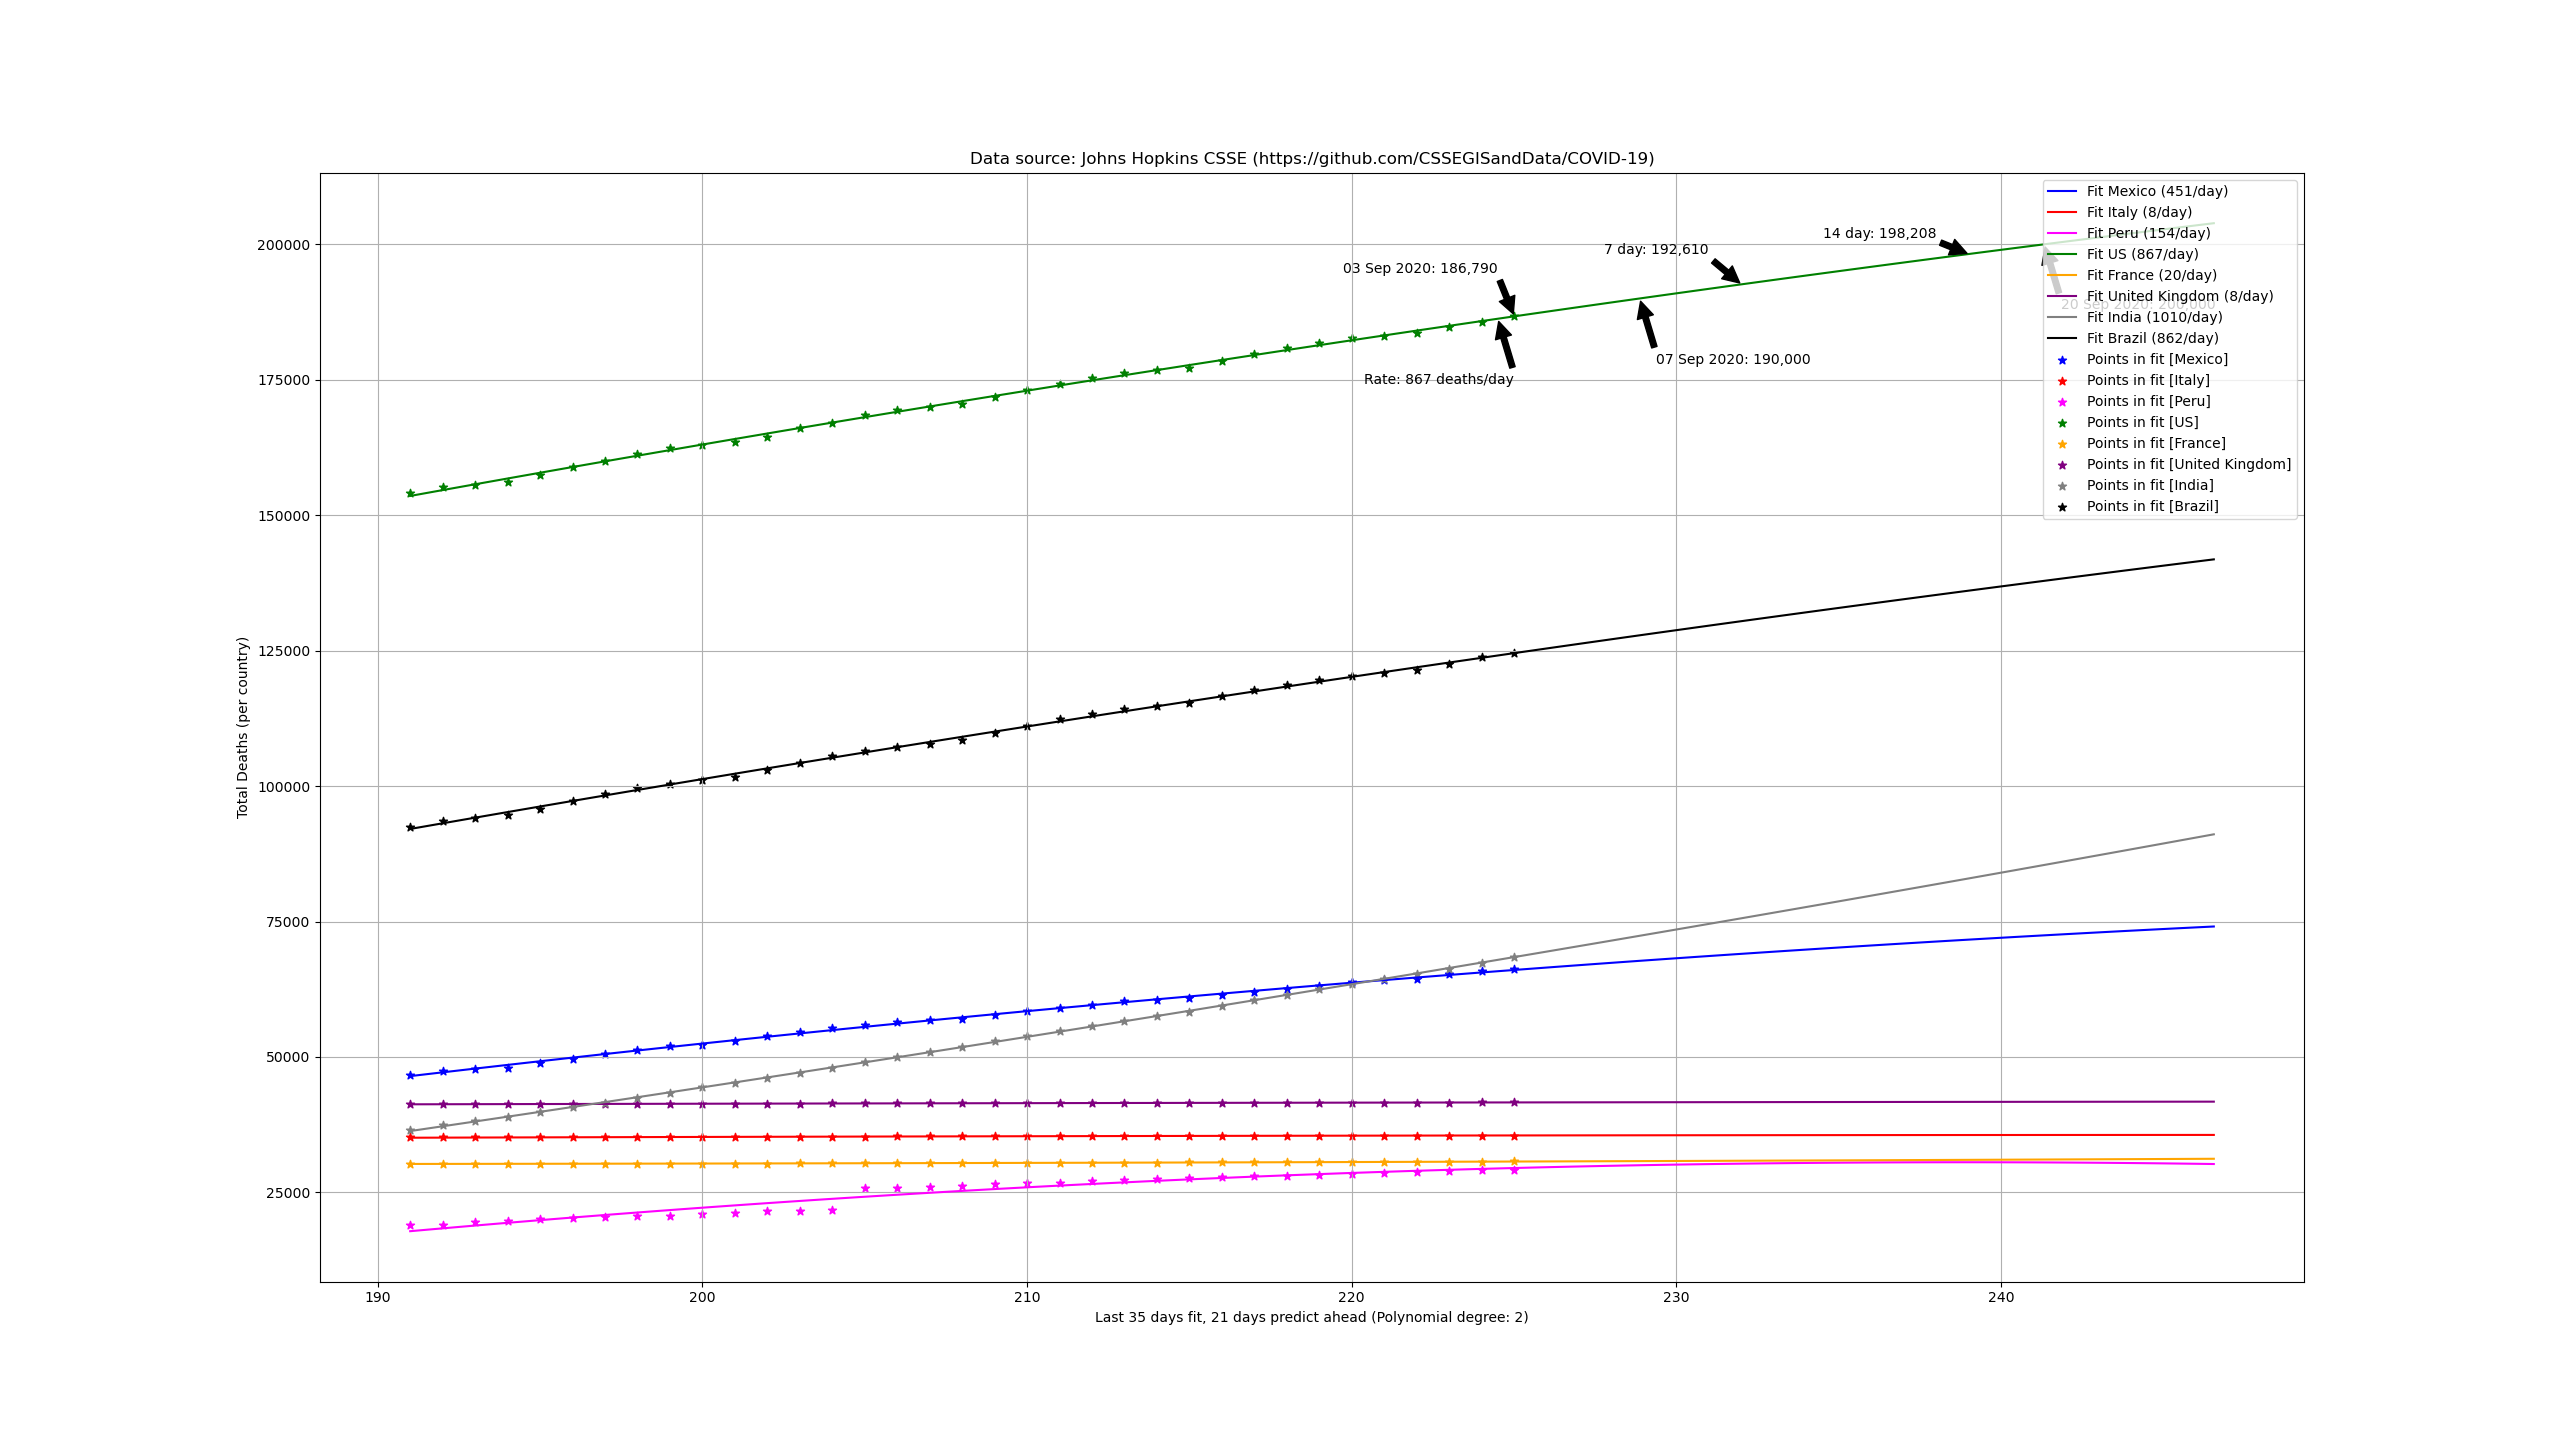 Data source: Johns Hopkins CSSE (https://github.com/CSSEGISandData/COVID-19)
Fit Mexico (451/day)
Fit Italy (8/day)
Fit Peru (154/day)
Fit US (867/day)
Fit France (20/day)
Fit United Kingdom (8/day)
Fit India (1010/day)
Fit Brazil (862/day)
Points in fit [Mexico]
Points in fit [Italy]
Points in fit [Peru]
Points in fit [US]
Points in fit [France]
Points in fit [United Kingdom]
Points in fit [India]
Points in fit [Brazil]
14 day: 198,208
7 day: 192,610
03 Sep 2020: 186,790
20 Sep 2020: 200,000
07 Sep 2020: 190,000
Rate: 867 deaths/day
Total Deaths (per country)
200000
175000
150000
125000
100000
75000
50000
25000
190 200 210 220 230 240
Last 35 days fit, 21 days predict ahead (Polynomial degree: 2)